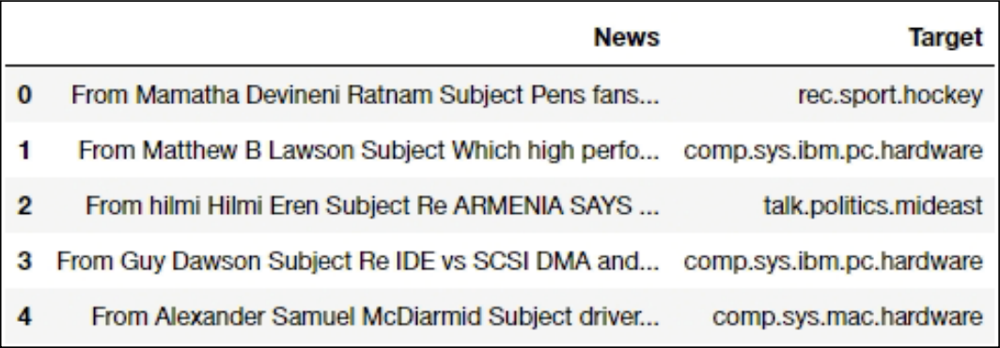 News Target
0 From Mamatha Devineni Ratnam Subject Pens fans... rec.sport.hockey
1 From Matthew B Lawson Subject Which high perfo... comp.sys.ibm.pc.hardware
2 From hilmi Hilmi Eren Subject Re ARMENIA SAYS ... talk.politics.mideast
3 From Guy Dawson Subject Re IDE vs SCSI DMA and... comp.sys.ibm.pc.hardware
4 From Alexander Samuel McDiarmid Subject driver... comp.sys.mac.hardware